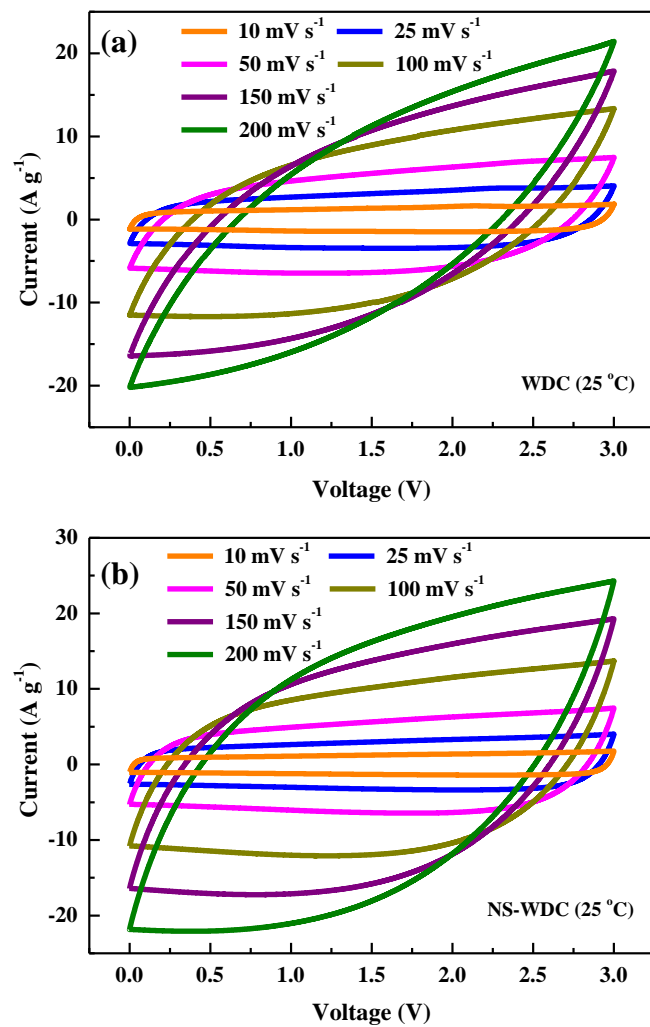 (a)
10 mV s⁻¹ 25 mV s⁻¹
50 mV s⁻¹ 100 mV s⁻¹
150 mV s⁻¹
200 mV s⁻¹
20
10
0
-10
-20
Current (A g⁻¹)
WDC (25 °C)
0.0 0.5 1.0 1.5 2.0 2.5 3.0
Voltage (V)
(b)
10 mV s⁻¹ 25 mV s⁻¹
50 mV s⁻¹ 100 mV s⁻¹
150 mV s⁻¹
200 mV s⁻¹
30
20
10
0
-10
-20
Current (A g⁻¹)
NS-WDC (25 °C)
0.0 0.5 1.0 1.5 2.0 2.5 3.0
Voltage (V)